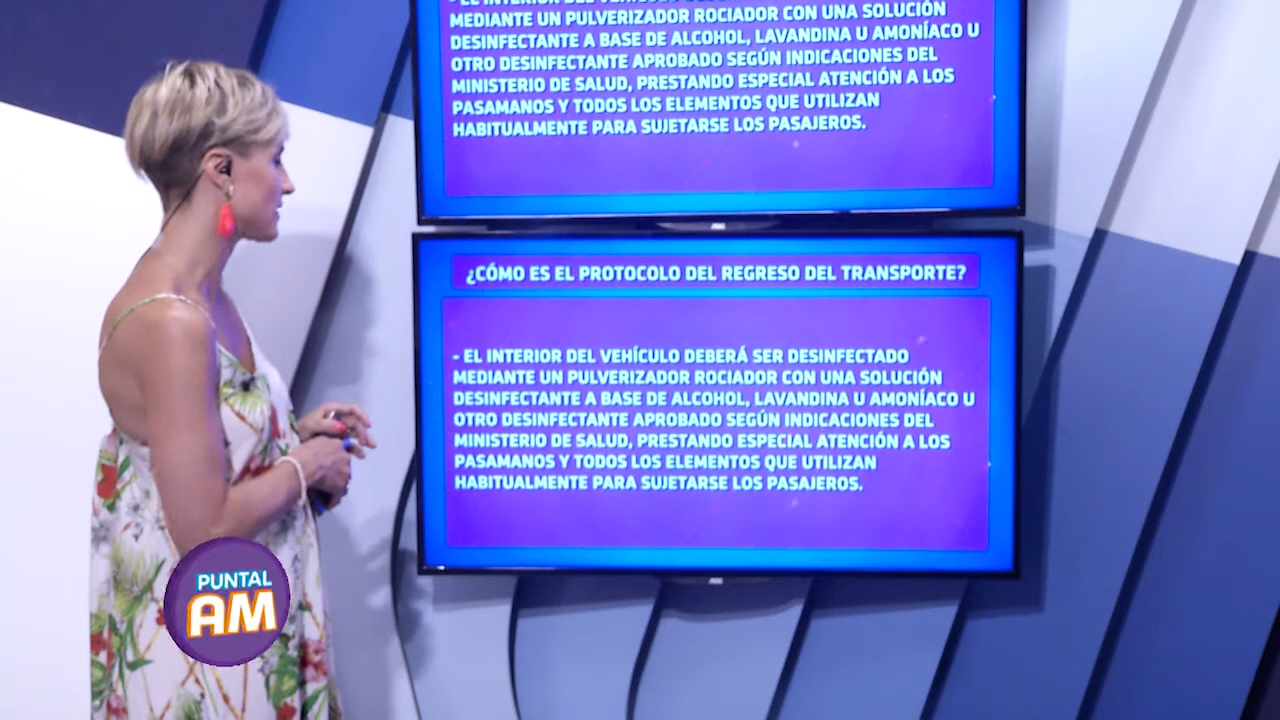 - EL INTERIOR DEL VEHÍCULO
MEDIANTE UN PULVERIZADOR ROCIADOR CON UNA SOLUCIÓN
DESINFECTANTE A BASE DE ALCOHOL, LAVANDINA U AMONÍACO U
OTRO DESINFECTANTE APROBADO SEGÚN INDICACIONES DEL
MINISTERIO DE SALUD, PRESTANDO ESPECIAL ATENCIÓN A LOS
PASAMANOS Y TODOS LOS ELEMENTOS QUE UTILIZAN
HABITUALMENTE PARA SUJETARSE LOS PASAJEROS.
¿CÓMO ES EL PROTOCOLO DEL REGRESO DEL TRANSPORTE?
- EL INTERIOR DEL VEHÍCULO DEBERÁ SER DESINFECTADO
MEDIANTE UN PULVERIZADOR ROCIADOR CON UNA SOLUCIÓN
DESINFECTANTE A BASE DE ALCOHOL, LAVANDINA U AMONÍACO U
OTRO DESINFECTANTE APROBADO SEGÚN INDICACIONES DEL
MINISTERIO DE SALUD, PRESTANDO ESPECIAL ATENCIÓN A LOS
PASAMANOS Y TODOS LOS ELEMENTOS QUE UTILIZAN
HABITUALMENTE PARA SUJETARSE LOS PASAJEROS.
PUNTAL
AM